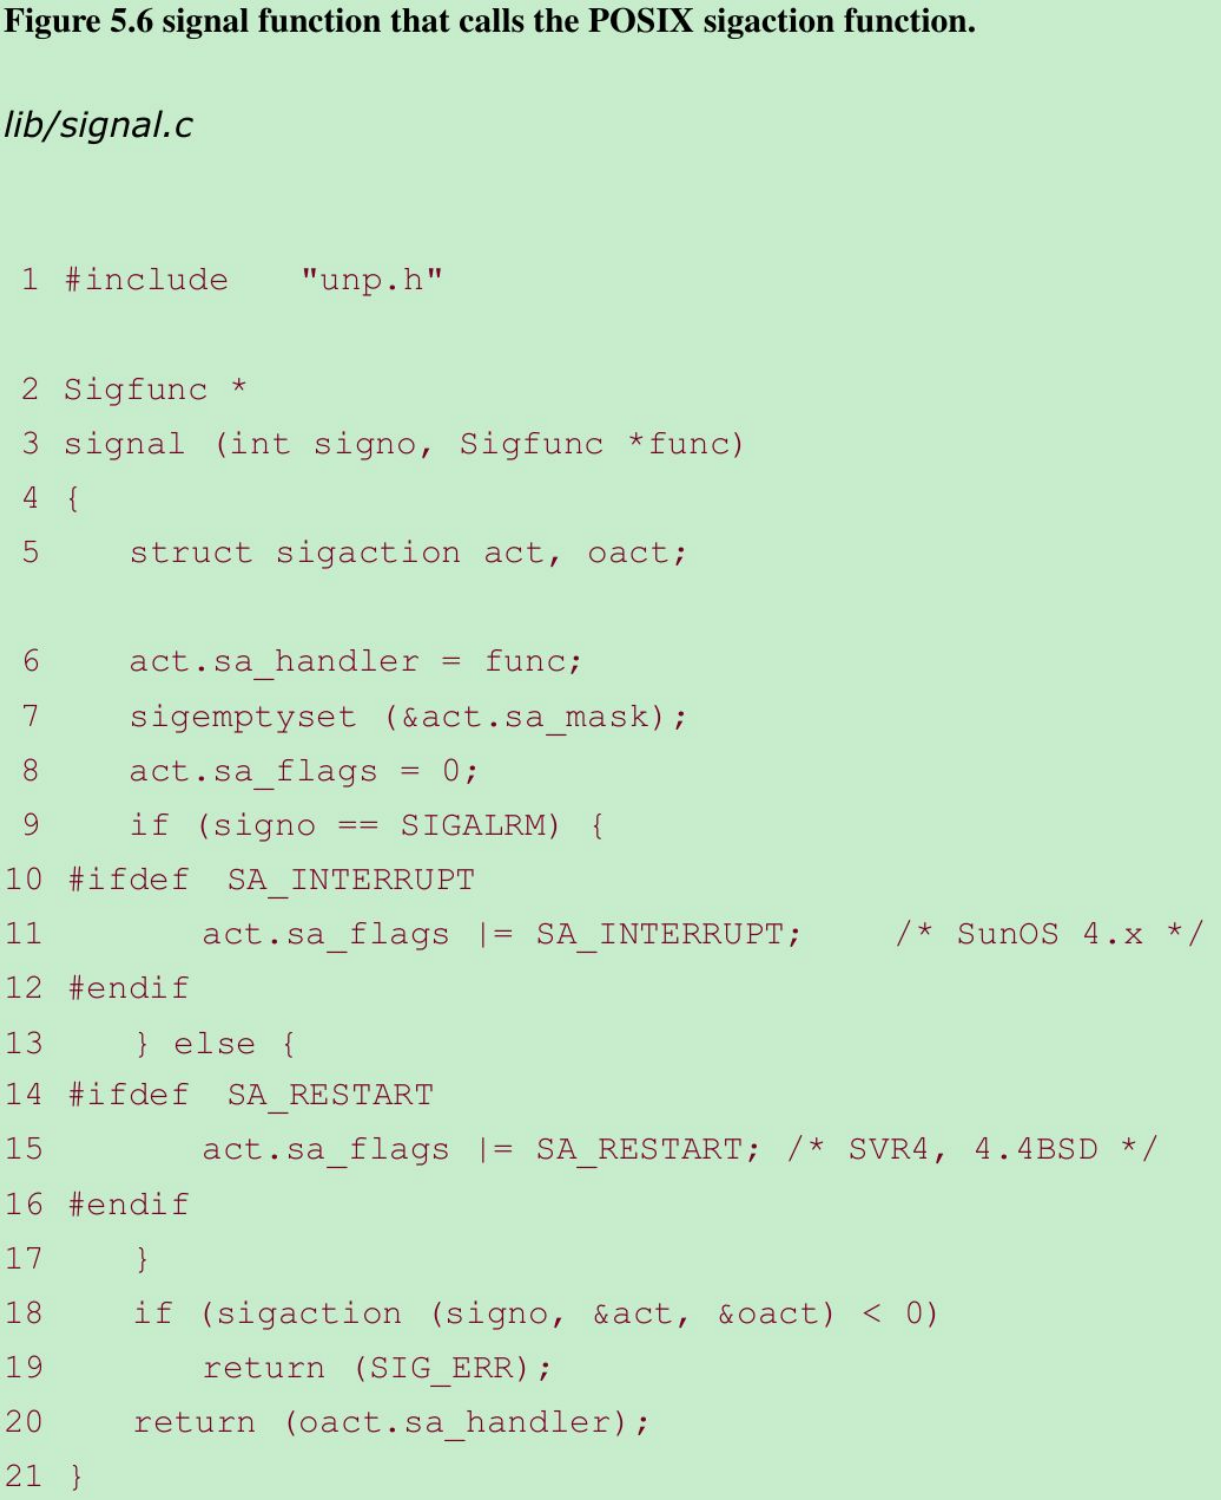 Figure 5.6 signal function that calls the POSIX sigaction function.
lib/signal.c
1 #include    "unp.h"
2 Sigfunc *
3 signal (int signo, Sigfunc *func)
4 {
5     struct sigaction act, oact;
6     act.sa_handler = func;
7     sigemptyset (&act.sa_mask);
8     act.sa_flags = 0;
9     if (signo == SIGALRM) {
10 #ifdef  SA_INTERRUPT
11         act.sa_flags |= SA_INTERRUPT;     /* SunOS 4.x */
12 #endif
13     } else {
14 #ifdef  SA_RESTART
15         act.sa_flags |= SA_RESTART; /* SVR4, 4.4BSD */
16 #endif
17     }
18     if (sigaction (signo, &act, &oact) < 0)
19         return (SIG_ERR);
20     return (oact.sa_handler);
21 }